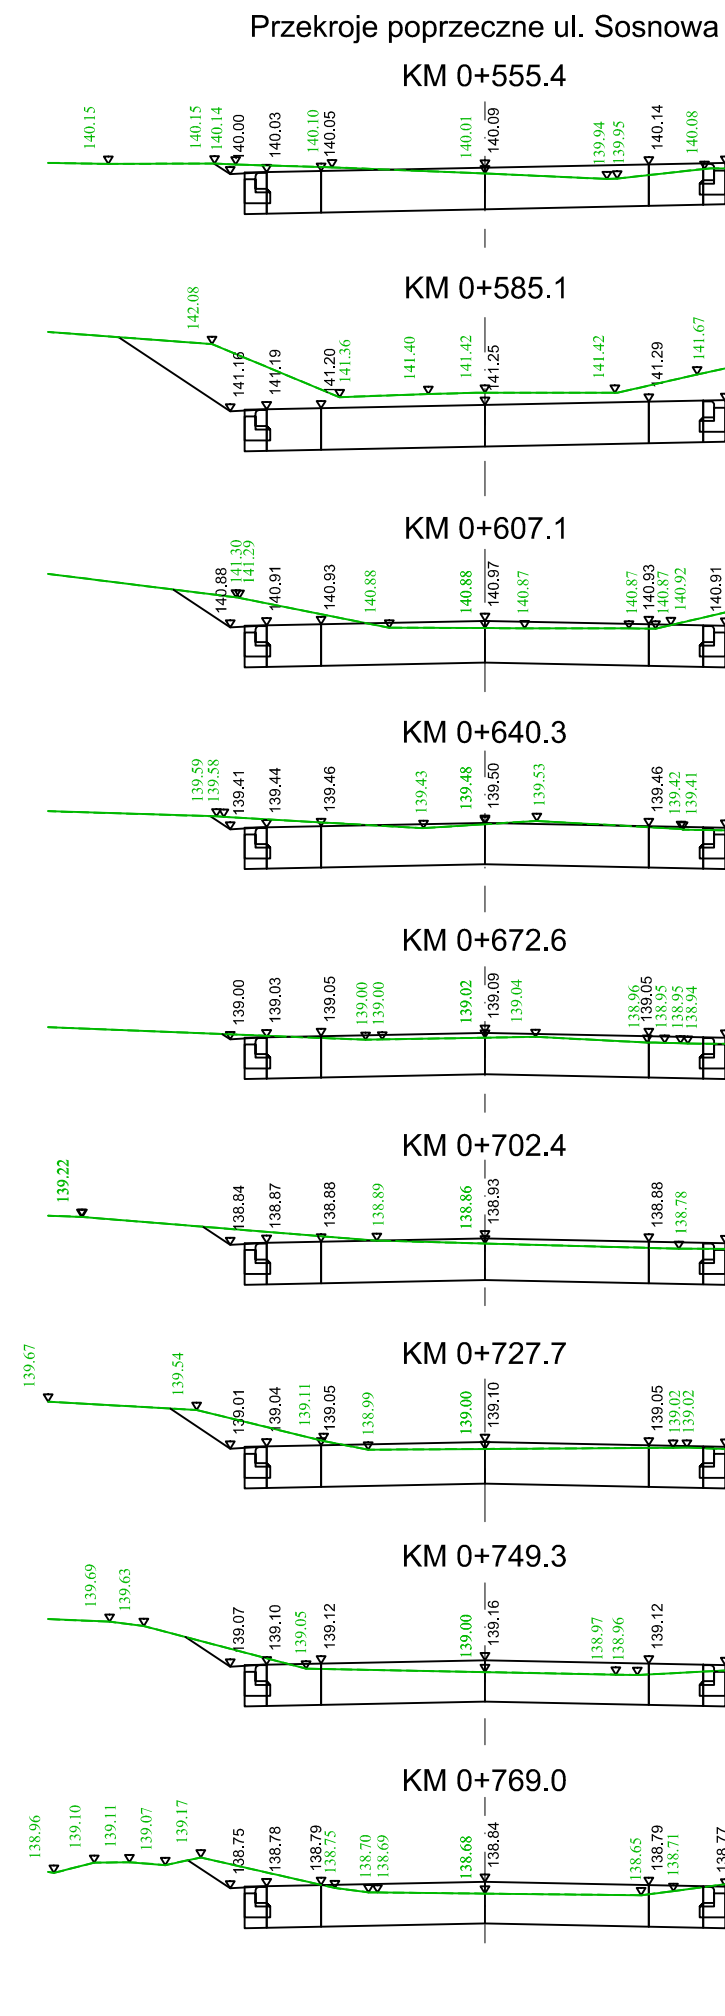 Przekroje poprzeczne ul. Sosnowa
KM 0+555.4
140.15 140.15 140.14 140.00 140.03 140.10 140.05 140.01 140.09 139.94 139.95 140.14 140.08
KM 0+585.1
142.08 141.16 141.19 141.20 141.36 141.40 141.42 141.25 141.42 141.29 141.67
KM 0+607.1
140.88 141.30 141.29 140.91 140.93 140.88 140.88 140.97 140.87 140.87 140.93 140.87 140.92 140.91
KM 0+640.3
139.59 139.58 139.41 139.44 139.46 139.43 139.48 139.50 139.53 139.46 139.42 139.41
KM 0+672.6
139.00 139.03 139.05 139.00 139.00 139.02 139.09 139.04 138.96 139.05 138.95 138.95 138.94
KM 0+702.4
139.22 138.84 138.87 138.88 138.89 138.86 138.93 138.88 138.78
KM 0+727.7
139.67 139.54 139.01 139.04 139.11 139.05 138.99 139.00 139.10 139.05 139.02 139.02
KM 0+749.3
139.69 139.63 139.07 139.10 139.05 139.12 139.00 139.16 138.97 138.96 139.12
KM 0+769.0
138.96 139.10 139.11 139.07 139.17 138.75 138.78 138.79 138.75 138.70 138.69 138.68 138.84 138.65 138.79 138.71 138.77